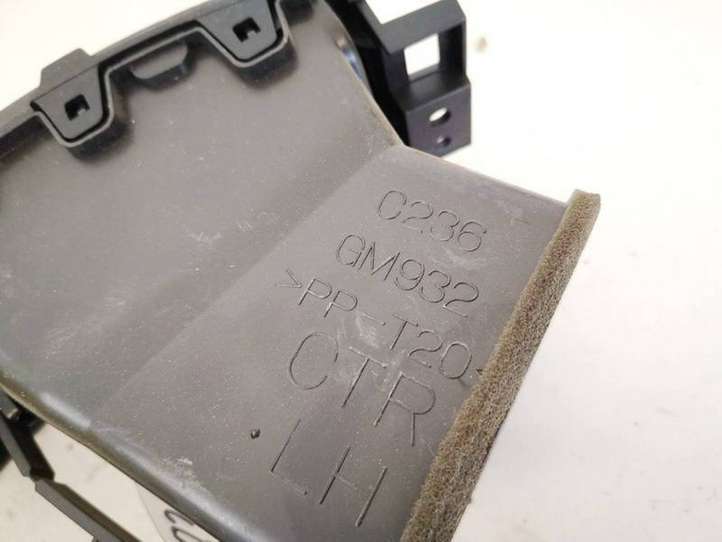 C236
GM932
>PP-T20<
CTR
LH